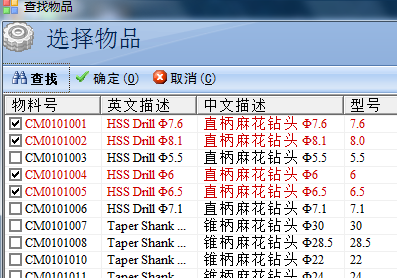 查找物品
选择物品
查找 确定(O) 取消(C)
物料号 英文描述 中文描述 型号
CM0101001 HSS Drill Φ7.6 直柄麻花钻头 Φ7.6 7.6
CM0101002 HSS Drill Φ8.1 直柄麻花钻头 Φ8.1 8.0
CM0101003 HSS Drill Φ5.5 直柄麻花钻头 Φ5.5 5.5
CM0101004 HSS Drill Φ6 直柄麻花钻头 Φ6 6
CM0101005 HSS Drill Φ6.5 直柄麻花钻头 Φ6.5 6.5
CM0101006 HSS Drill Φ7.1 直柄麻花钻头 Φ7.1 7.1
CM0101007 Taper Shank ... 锥柄麻花钻头 Φ30 30
CM0101008 Taper Shank ... 锥柄麻花钻头 Φ28.5 28.5
CM0101010 Taper Shank ... 锥柄麻花钻头 Φ22 22
CM0101011 Taper Shank ... 锥柄麻花钻头 Φ24 24